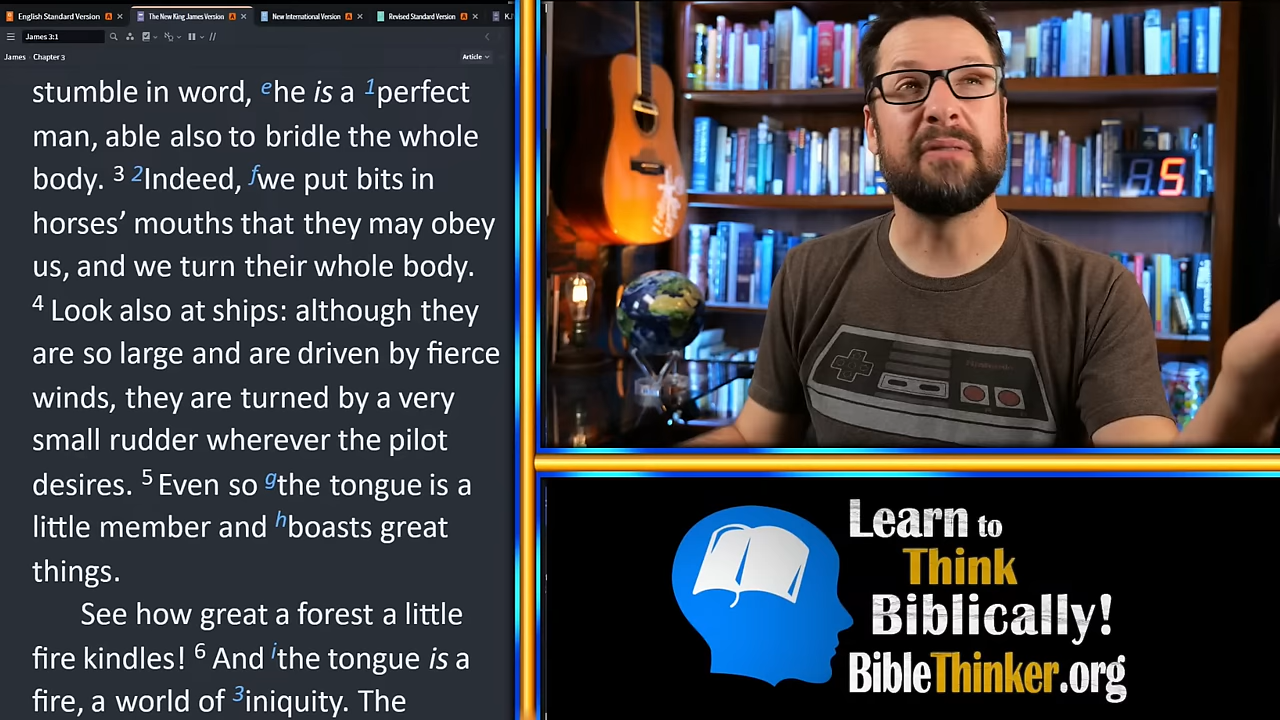 English Standard Version A ×
The New King James Version A ×
New International Version A ×
Revised Standard Version A ×
James 3:1
James Chapter 3
Article
stumble in word, ehe is a 1perfect
man, able also to bridle the whole
body. 3 2Indeed, fwe put bits in
horses’ mouths that they may obey
us, and we turn their whole body.
4 Look also at ships: although they
are so large and are driven by fierce
winds, they are turned by a very
small rudder wherever the pilot
desires. 5 Even so gthe tongue is a
little member and hboasts great
things.
See how great a forest a little
fire kindles! 6 And ithe tongue is a
fire, a world of 3iniquity. The
5
Learn to
Think
Biblically!
BibleThinker.org